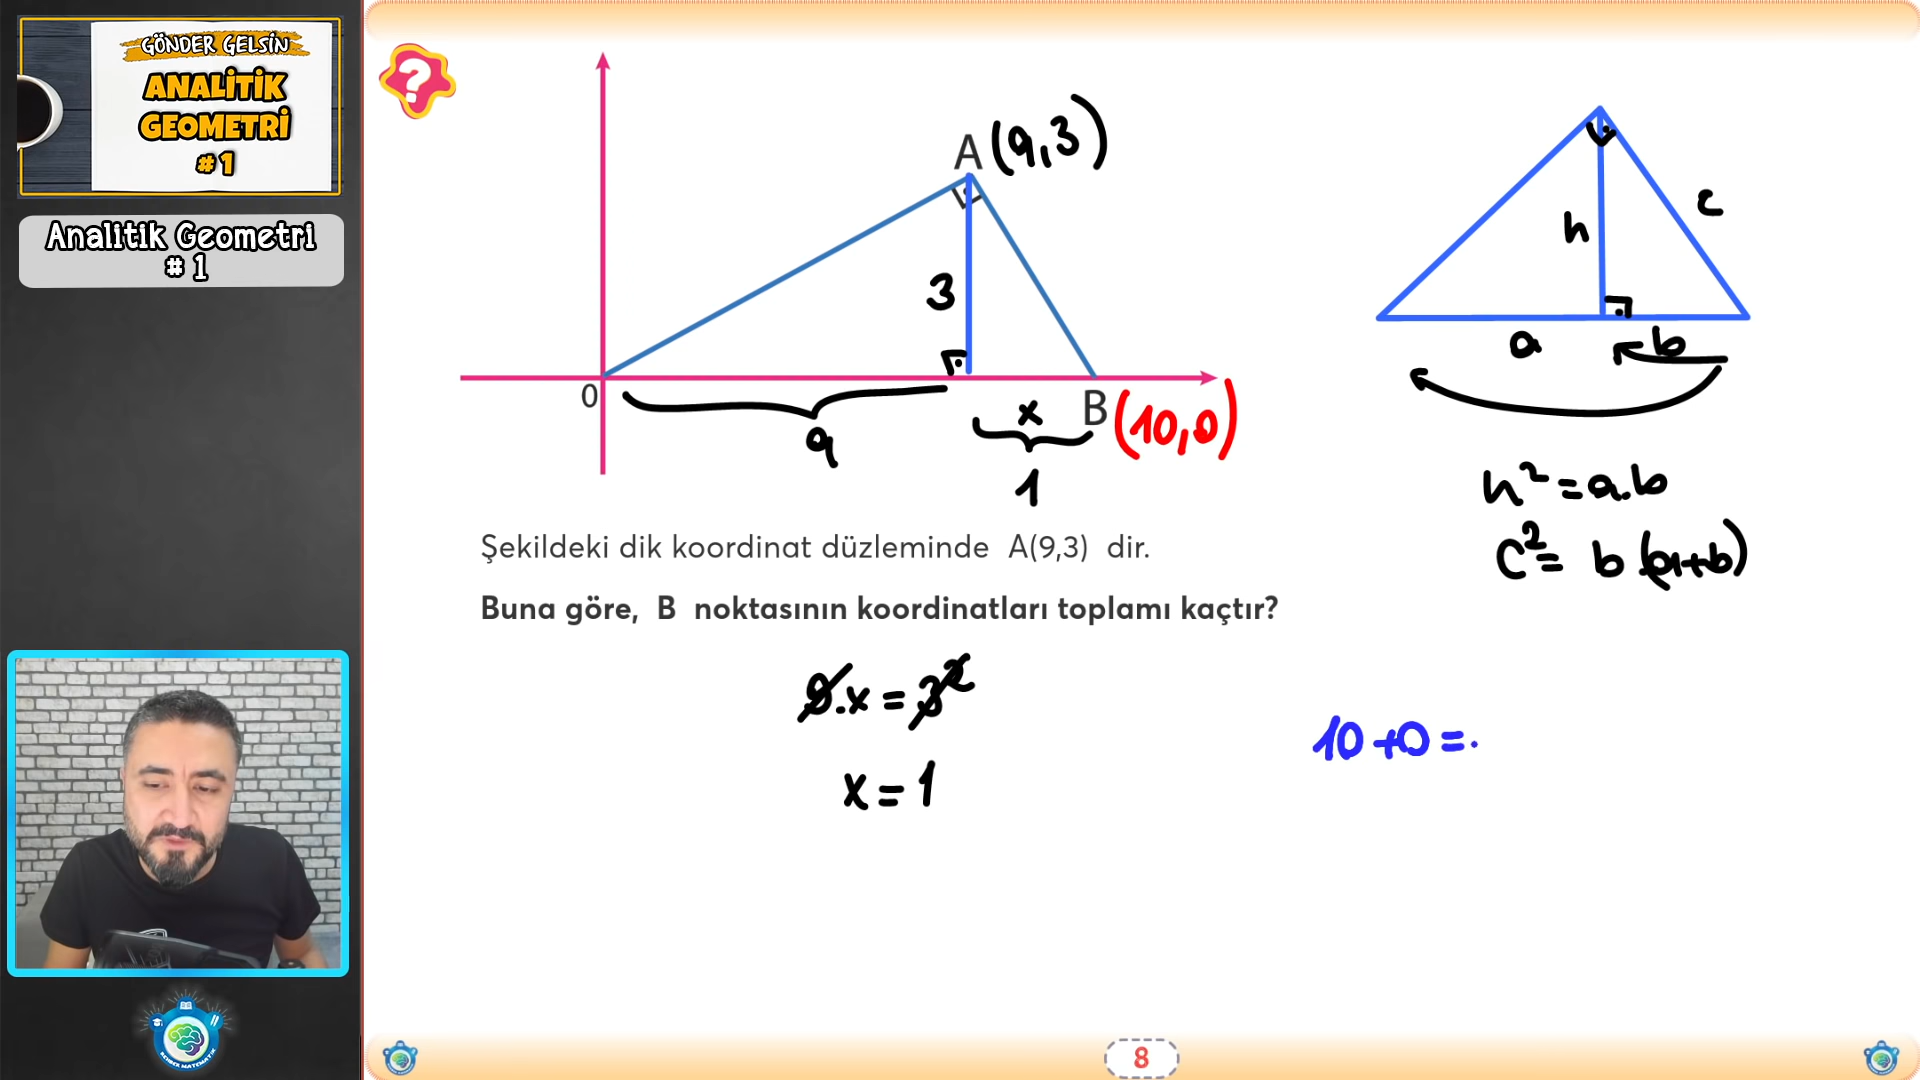 GÖNDER GELSİN
ANALİTİK
GEOMETRİ
#1
Analitik Geometri
#1
?
A(9,3)
3
0
9
x
B(10,0)
1
h
c
a
b
h²=a.b
c²= b.(a+b)
Şekildeki dik koordinat düzleminde A(9,3) dir.
Buna göre, B noktasının koordinatları toplamı kaçtır?
9.x=3²
x=1
10+0=.
REHBER MATEMATİK
8